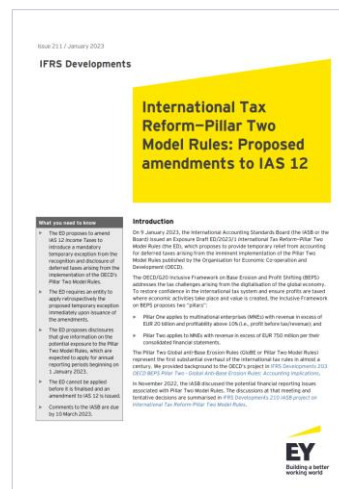 Issue 211 / January 2023
IFRS Developments
International Tax
Reform—Pillar Two
Model Rules: Proposed
amendments to IAS 12
What you need to know
► The ED proposes to amend
IAS 12 Income Taxes to
introduce a mandatory
temporary exception from the
recognition and disclosure of
deferred taxes arising from the
implementation of the OECD's
Pillar Two Model Rules.
► The ED requires an entity to
apply retrospectively the
proposed temporary exception
immediately upon issuance of
the amendments.
► The ED proposes disclosures
that give information on the
potential exposure to the Pillar
Two Model Rules, which are
expected to apply for annual
reporting periods beginning on
1 January 2023.
► The ED cannot be applied
before it is finalised and an
amendment to IAS 12 is issued.
► Comments to the IASB are due
by 10 March 2023.
Introduction
On 9 January 2023, the International Accounting Standards Board (the IASB or the
Board) issued an Exposure Draft ED/2023/1 International Tax Reform–Pillar Two
Model Rules (the ED), which proposes to provide temporary relief from accounting
for deferred taxes arising from the imminent implementation of the Pillar Two
Model Rules published by the Organisation for Economic Co-operation and
Development (OECD).
The OECD/G20 Inclusive Framework on Base Erosion and Profit Shifting (BEPS)
addresses the tax challenges arising from the digitalisation of the global economy.
To restore confidence in the international tax system and ensure profits are taxed
where economic activities take place and value is created, the Inclusive Framework
on BEPS proposes two "pillars":
► Pillar One applies to multinational enterprises (MNEs) with revenue in excess of
EUR 20 billion and profitability above 10% (i.e., profit before tax/revenue); and
► Pillar Two applies to MNEs with revenue in excess of EUR 750 million per their
consolidated financial statements.
The Pillar Two Global anti-Base Erosion Rules (GloBE or Pillar Two Model Rules)
represent the first substantial overhaul of the international tax rules in almost a
century. We provided background to the OECD's project in IFRS Developments 203
OECD BEPS Pillar Two - Global Anti-Base Erosion Rules: Accounting Implications.
In November 2022, the IASB discussed the potential financial reporting issues
associated with Pillar Two Model Rules. The discussions at that meeting and
tentative decisions are summarised in IFRS Developments 210 IASB project on
International Tax Reform-Pillar Two Model Rules.
EY
Building a better
working world